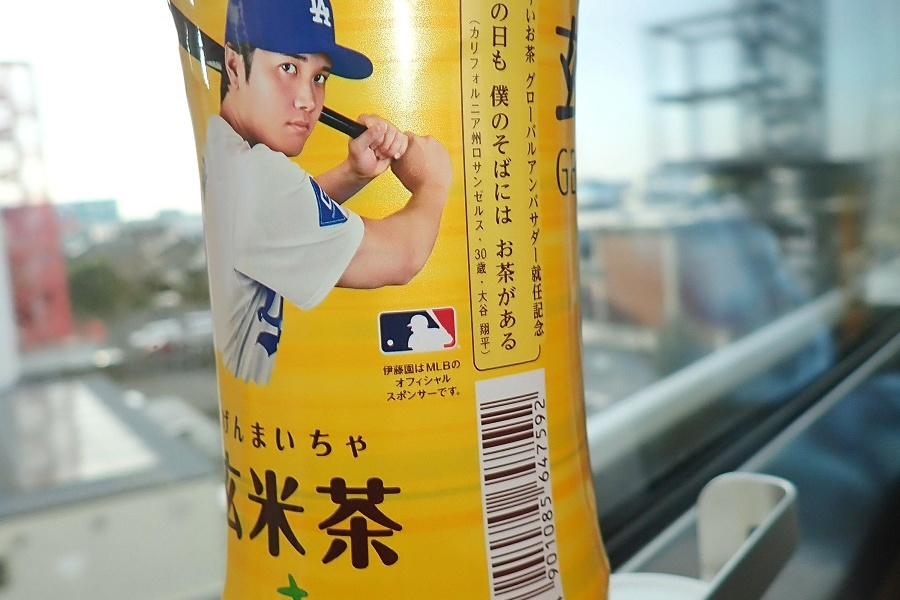 LA
いお茶 グローバルアンバサダー就任記念
の日も 僕のそばには お茶がある
（カリフォルニア州ロサンゼルス・30歳・大谷 翔平）
伊藤園はMLBの
オフィシャル
スポンサーです。
げんまいちゃ
玄米茶
玄
GE
901085 647592